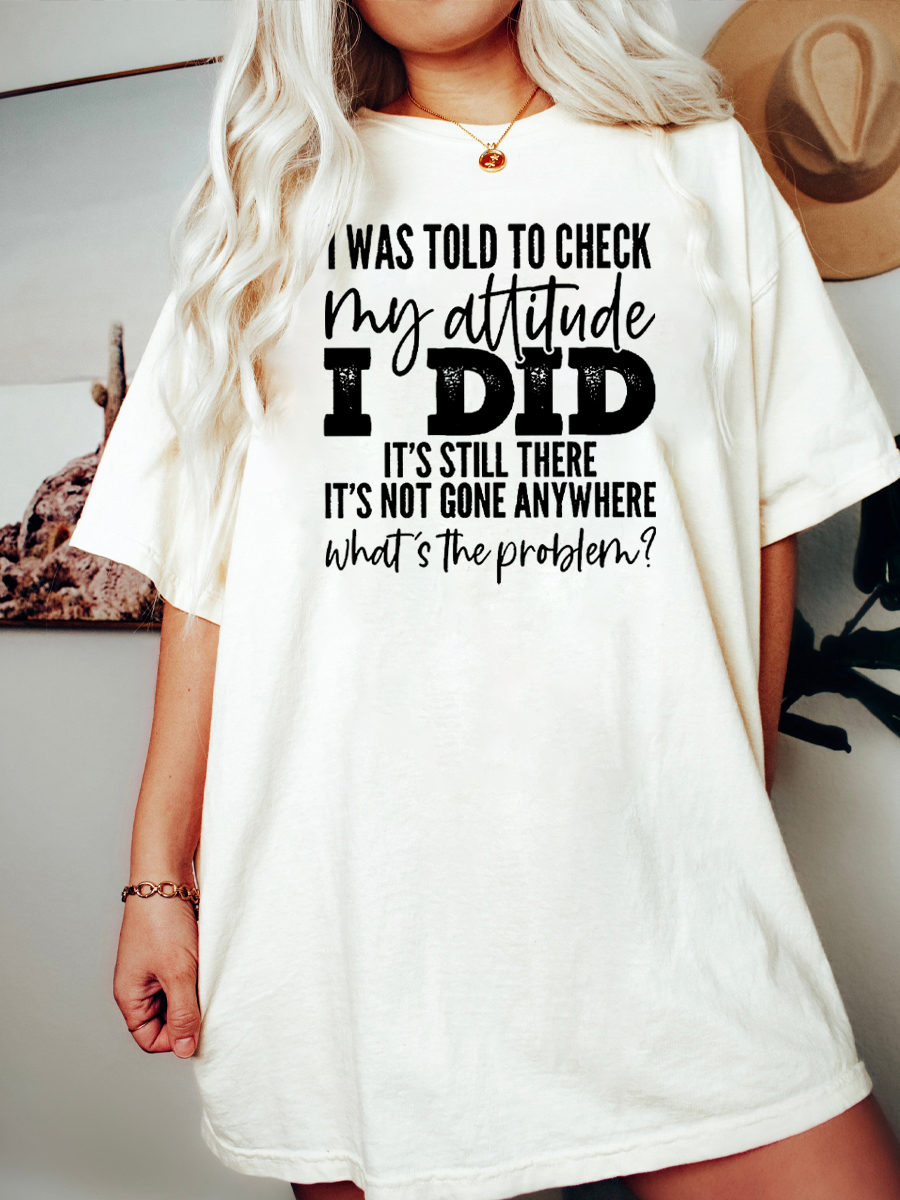 I WAS TOLD TO CHECK
my attitude
I DID
IT'S STILL THERE
IT'S NOT GONE ANYWHERE
what's the problem?